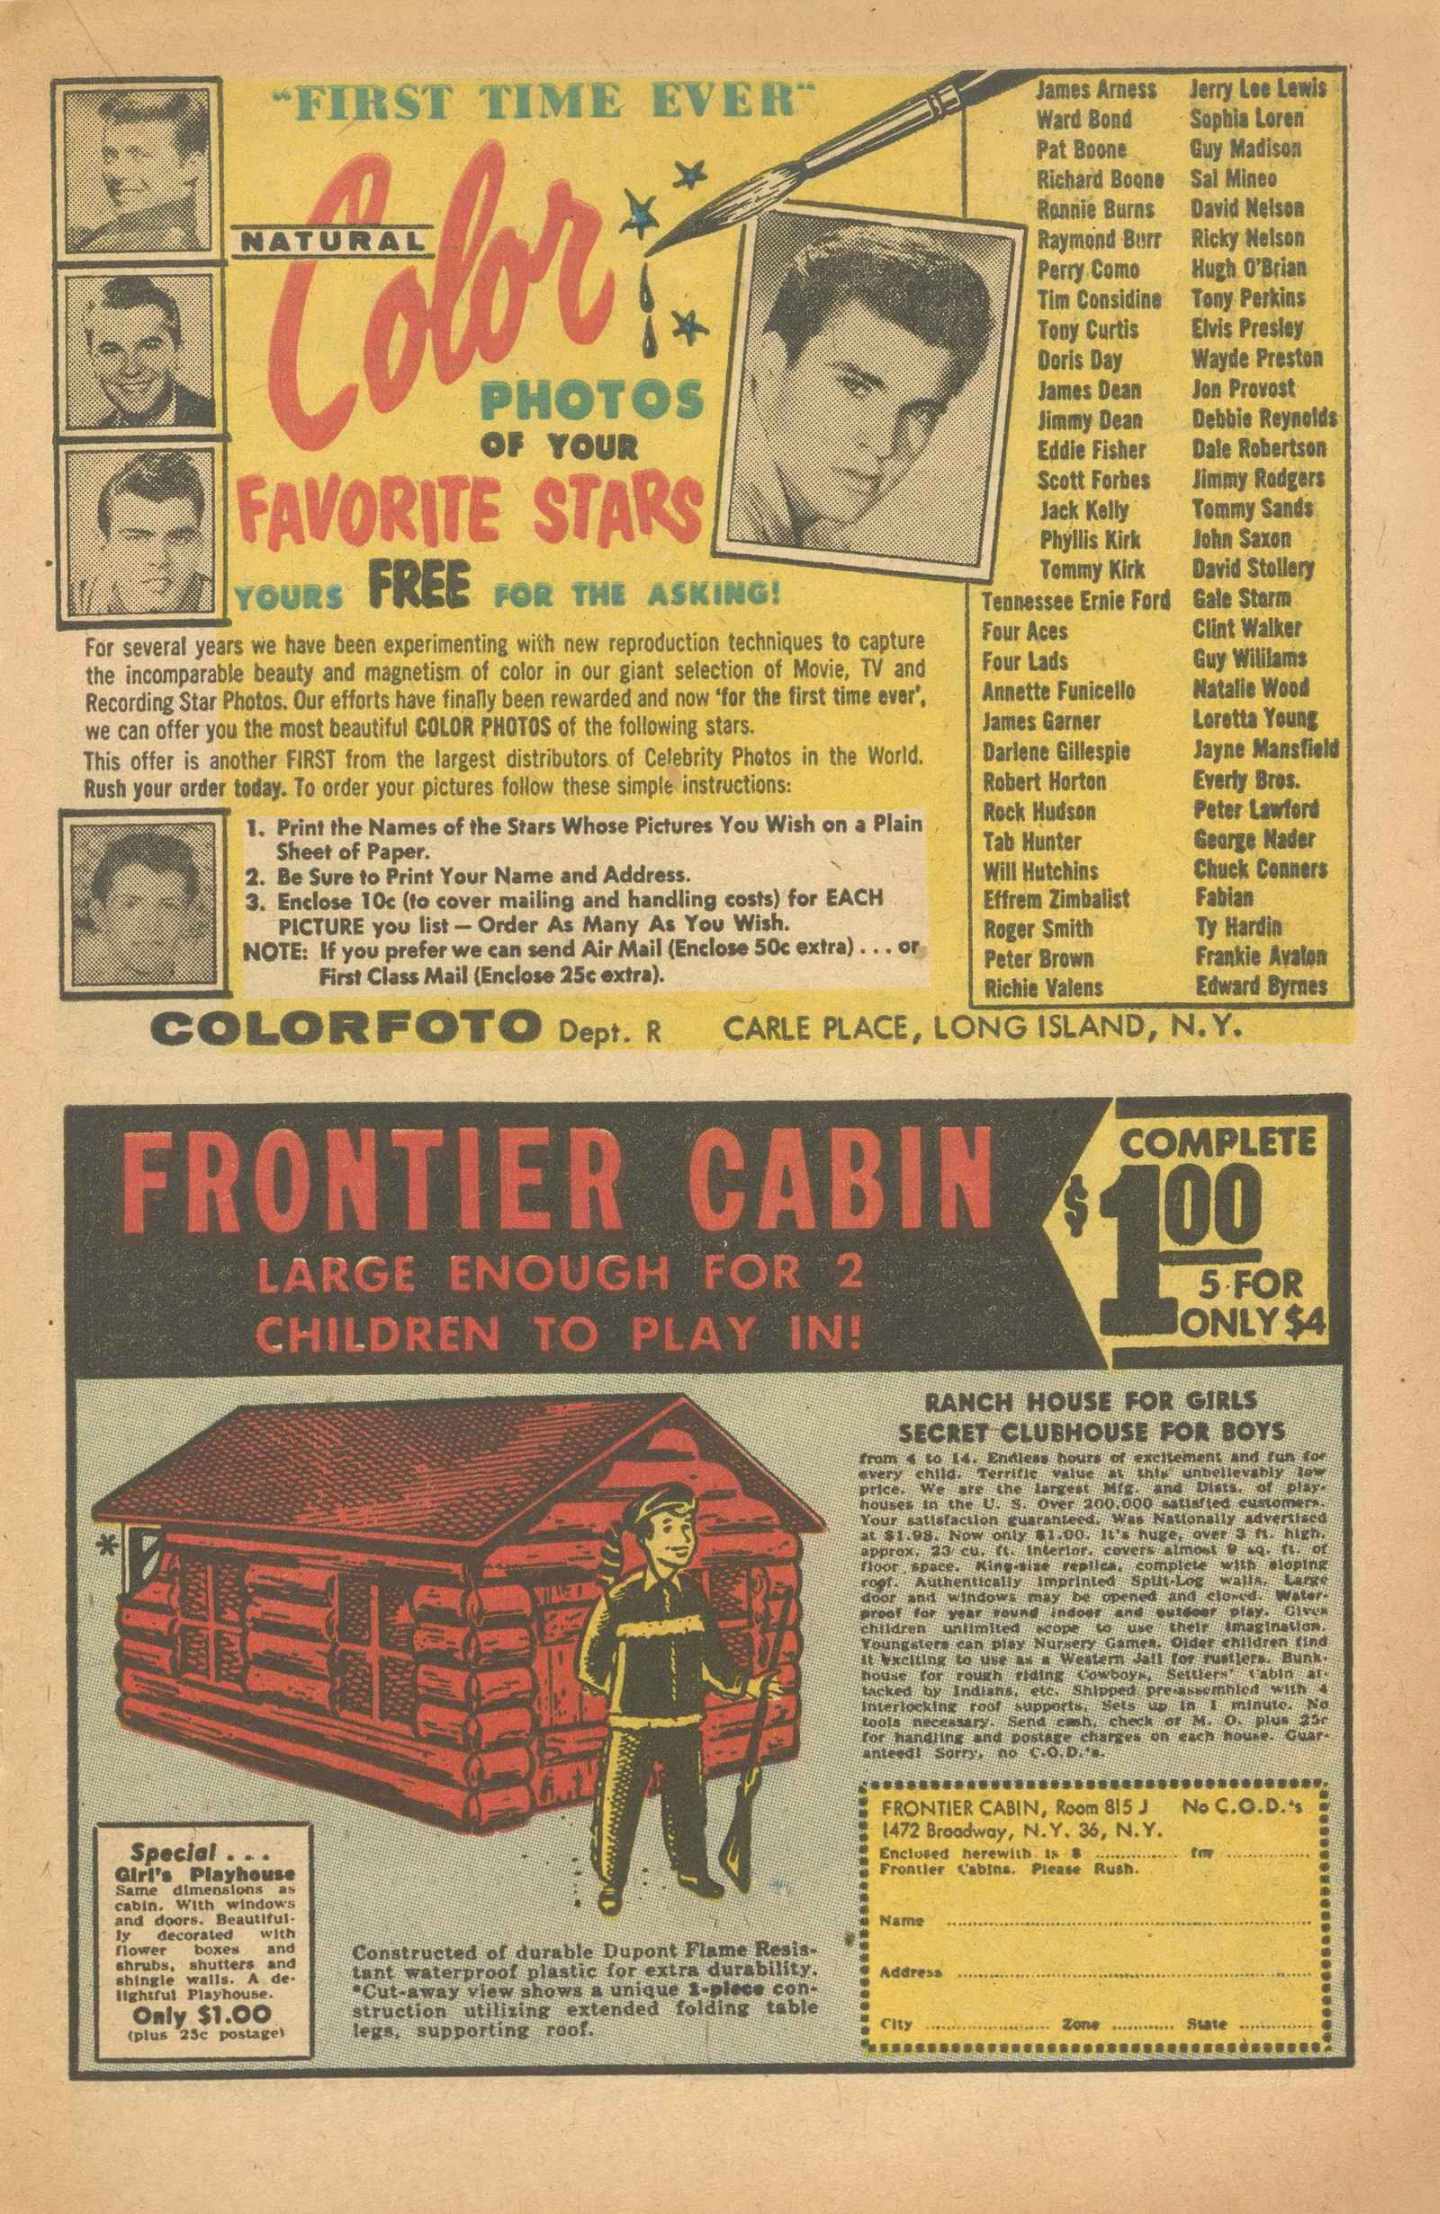 "FIRST TIME EVER"
NATURAL
Color
PHOTOS
OF YOUR
FAVORITE STARS
YOURS FREE FOR THE ASKING!
For several years we have been experimenting with new reproduction techniques to capture
the incomparable beauty and magnetism of color in our giant selection of Movie, TV and
Recording Star Photos. Our efforts have finally been rewarded and now 'for the first time ever',
we can offer you the most beautiful COLOR PHOTOS of the following stars.
This offer is another FIRST from the largest distributors of Celebrity Photos in the World.
Rush your order today. To order your pictures follow these simple instructions:
1. Print the Names of the Stars Whose Pictures You Wish on a Plain
Sheet of Paper.
2. Be Sure to Print Your Name and Address.
3. Enclose 10c (to cover mailing and handling costs) for EACH
PICTURE you list — Order As Many As You Wish.
NOTE: If you prefer we can send Air Mail (Enclose 50c extra) . . . or
First Class Mail (Enclose 25c extra).
James Arness
Ward Bond
Pat Boone
Richard Boone
Ronnie Burns
Raymond Burr
Perry Como
Tim Considine
Tony Curtis
Doris Day
James Dean
Jimmy Dean
Eddie Fisher
Scott Forbes
Jack Kelly
Phyllis Kirk
Tommy Kirk
Tennessee Ernie Ford
Four Aces
Four Lads
Annette Funicello
James Garner
Darlene Gillespie
Robert Horton
Rock Hudson
Tab Hunter
Will Hutchins
Effrem Zimbalist
Roger Smith
Peter Brown
Richie Valens
Jerry Lee Lewis
Sophia Loren
Guy Madison
Sal Mineo
David Nelson
Ricky Nelson
Hugh O'Brian
Tony Perkins
Elvis Presley
Wayde Preston
Jon Provost
Debbie Reynolds
Dale Robertson
Jimmy Rodgers
Tommy Sands
John Saxon
David Stollery
Gale Storm
Clint Walker
Guy Williams
Natalie Wood
Loretta Young
Jayne Mansfield
Everly Bros.
Peter Lawford
George Nader
Chuck Conners
Fabian
Ty Hardin
Frankie Avalon
Edward Byrnes
COLORFOTO Dept. R CARLE PLACE, LONG ISLAND, N.Y.
FRONTIER CABIN
LARGE ENOUGH FOR 2
CHILDREN TO PLAY IN!
COMPLETE
$1.00
5 FOR
ONLY $4
RANCH HOUSE FOR GIRLS
SECRET CLUBHOUSE FOR BOYS
from 4 to 14. Endless hours of excitement and fun for
every child. Terrific value at this unbelievably low
price. We are the largest Mfg. and Dists. of play-
houses in the U. S. Over 200,000 satisfied customers.
Your satisfaction guaranteed. Was Nationally advertised
at $1.98. Now only $1.00. It's huge, over 3 ft. high,
approx. 23 cu. ft. interior, covers almost 9 sq. ft. of
floor space. King-size replica, complete with sloping
roof. Authentically imprinted Split-Log walls. Large
door and windows may be opened and closed. Water-
proof for year round indoor and outdoor play. Gives
children unlimited scope to use their imagination.
Youngsters can play Nursery Games. Older children find
it exciting to use as a Western Jail for rustlers. Bunk-
house for rough riding Cowboys, Settlers' Cabin at-
tacked by Indians, etc. Shipped pre-assembled with 4
interlocking roof supports. Sets up in 1 minute. No
tools necessary. Send cash, check or M. O. plus 25c
for handling and postage charges on each house. Guar-
anteed! Sorry, no C.O.D.'s.
*
Special . . .
Girl's Playhouse
Same dimensions as
cabin. With windows
and doors. Beautiful-
ly decorated with
flower boxes and
shrubs, shutters and
shingle walls. A de-
lightful Playhouse.
Only $1.00
(plus 25c postage)
Constructed of durable Dupont Flame Resis-
tant waterproof plastic for extra durability.
*Cut-away view shows a unique 1-piece con-
struction utilizing extended folding table
legs, supporting roof.
FRONTIER CABIN, Room 815 J No C.O.D.'s
1472 Broadway, N.Y. 36, N.Y.
Enclosed herewith is $ .............. for ..............
Frontier Cabins. Please Rush.
Name ..............
Address ..............
City .............. Zone .......... State ..............